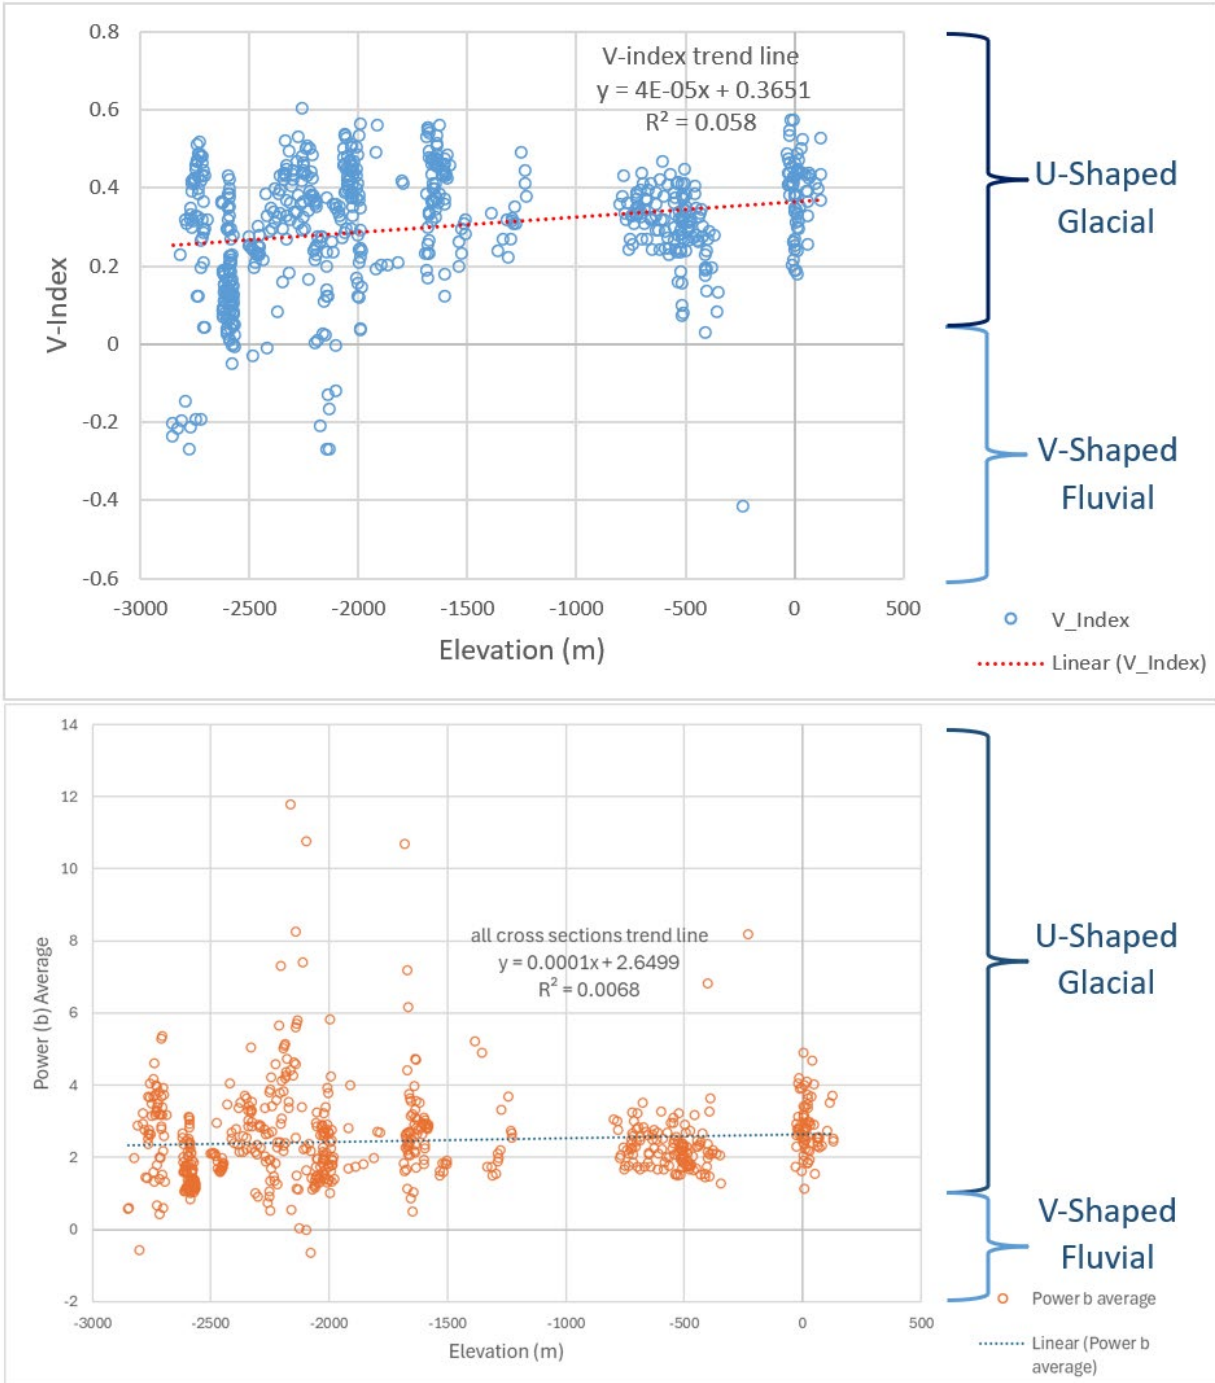 0.8
0.6
0.4
0.2
0
-0.2
-0.4
-0.6
V-Index
V-index trend line
y = 4E-05x + 0.3651
R² = 0.058
-3000 -2500 -2000 -1500 -1000 -500 0 500
Elevation (m)
U-Shaped
Glacial
V-Shaped
Fluvial
V_Index
Linear (V_Index)
14
12
10
8
6
4
2
0
-2
Power (b) Average
all cross sections trend line
y = 0.0001x + 2.6499
R² = 0.0068
-3000 -2500 -2000 -1500 -1000 -500 0 500
Elevation (m)
U-Shaped
Glacial
V-Shaped
Fluvial
Power b average
Linear (Power b
average)